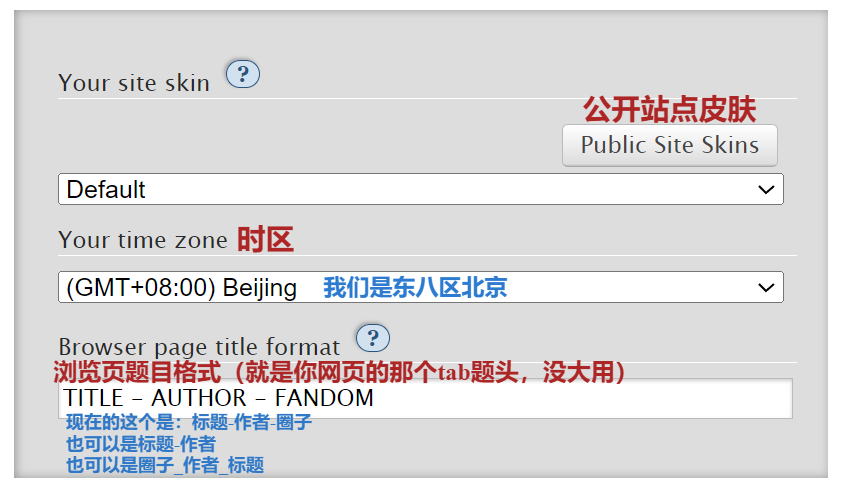 Your site skin ?
公开站点皮肤
Public Site Skins
Default
Your time zone 时区
(GMT+08:00) Beijing 我们是东八区北京
Browser page title format ?
浏览页题目格式（就是你网页的那个tab题头，没大用）
TITLE - AUTHOR - FANDOM
现在的这个是：标题-作者-圈子
也可以是标题-作者
也可以是圈子_作者_标题